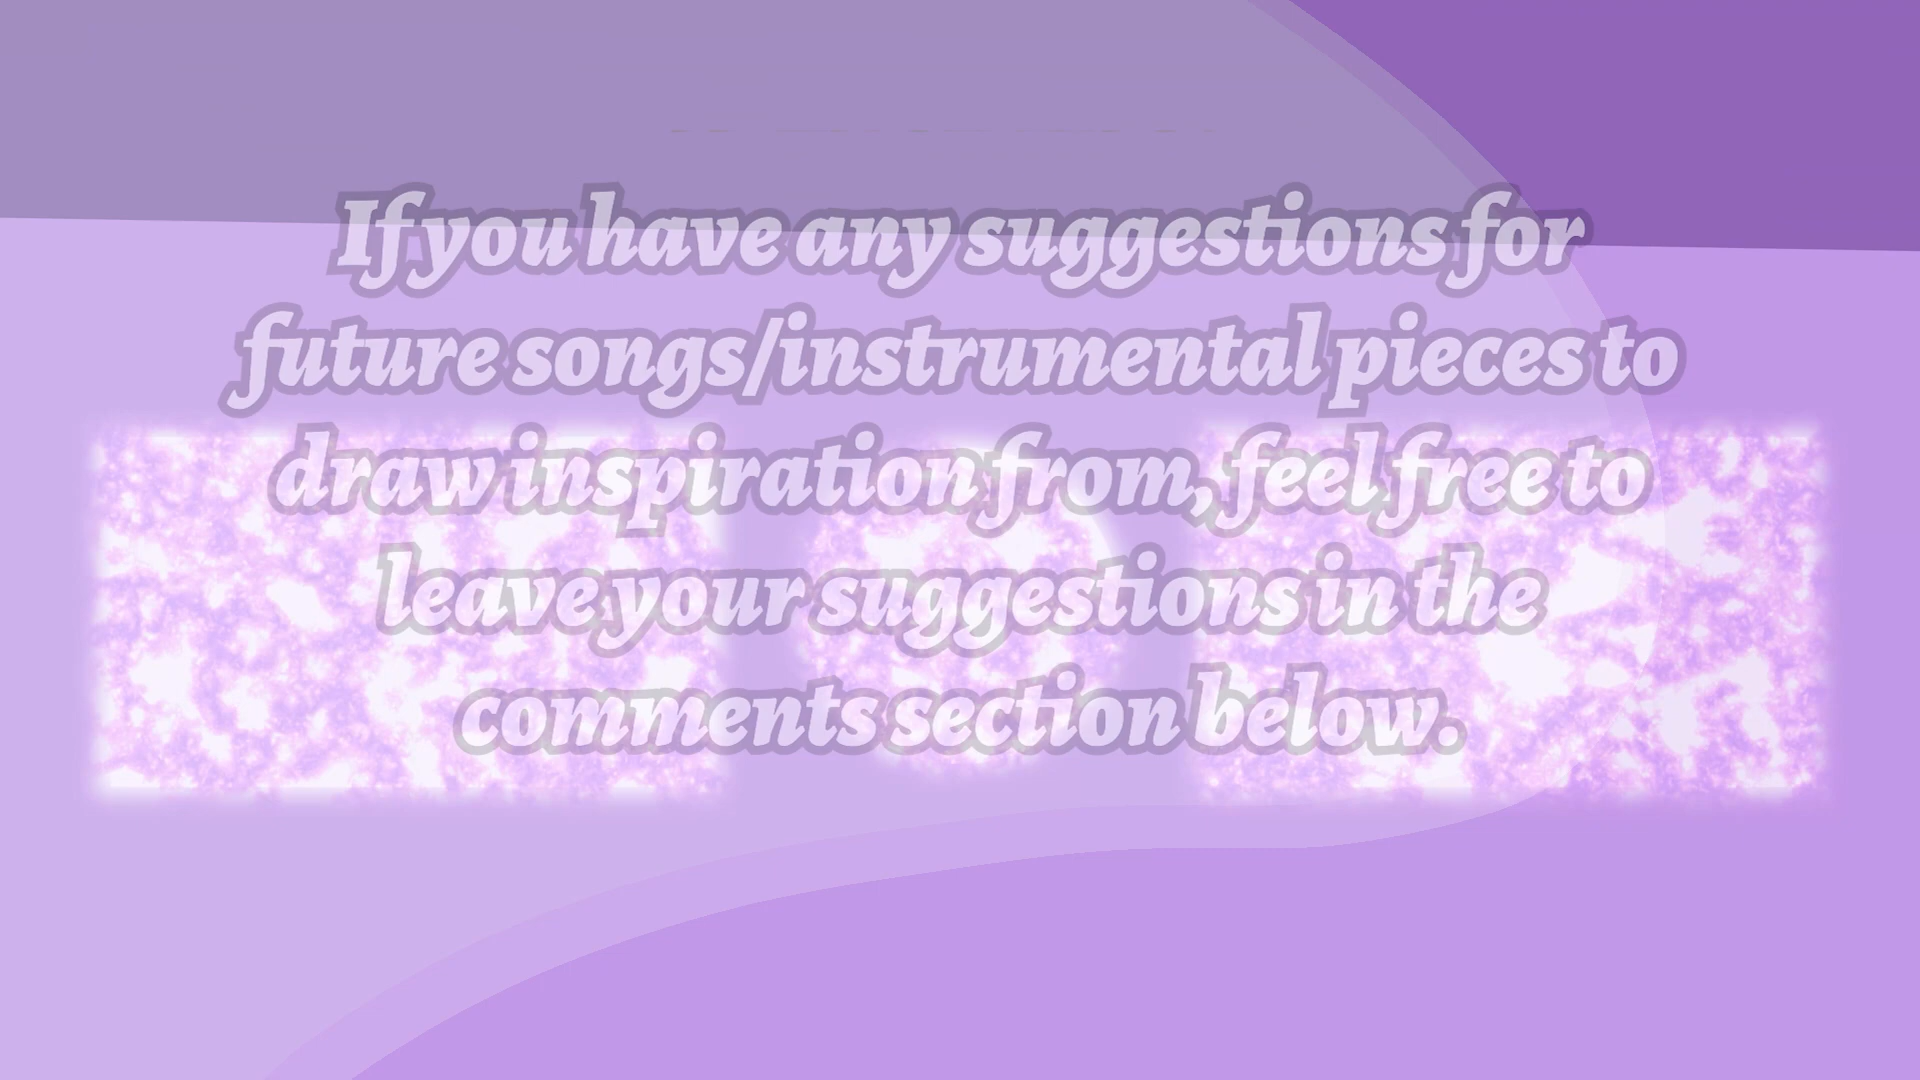 If you have any suggestions for
future songs/instrumental pieces to
draw inspiration from, feel free to
leave your suggestions in the
comments section below.